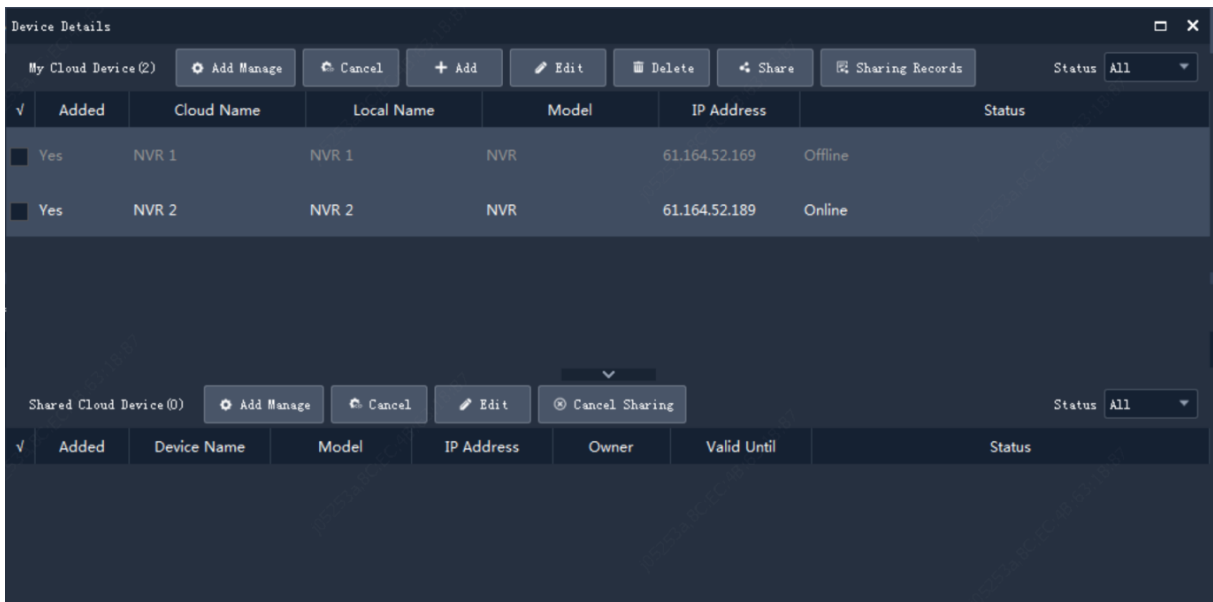 Device Details
My Cloud Device(2) Add Manage Cancel Add Edit Delete Share Sharing Records Status All
√ Added Cloud Name Local Name Model IP Address Status
Yes NVR 1 NVR 1 NVR 61.164.52.169 Offline
Yes NVR 2 NVR 2 NVR 61.164.52.189 Online
Shared Cloud Device(0) Add Manage Cancel Edit Cancel Sharing Status All
√ Added Device Name Model IP Address Owner Valid Until Status